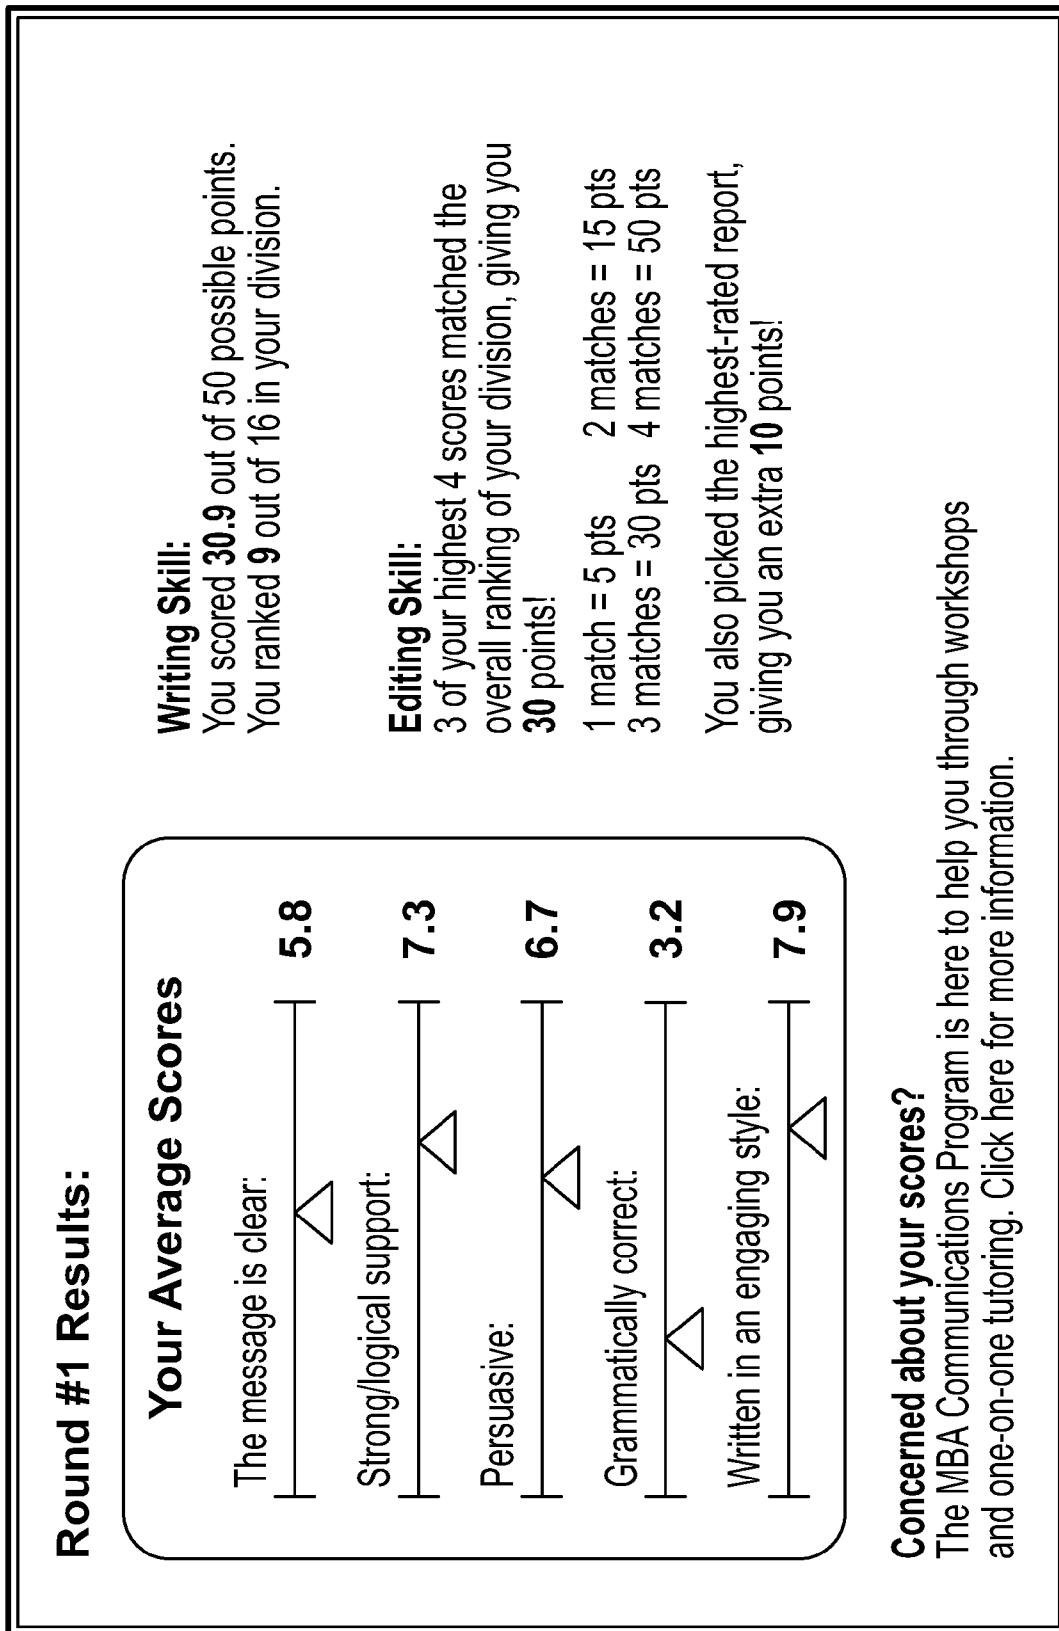 Round #1 Results:
Your Average Scores
The message is clear:
5.8
Strong/logical support:
7.3
Persuasive:
6.7
Grammatically correct:
3.2
Written in an engaging style:
7.9
Writing Skill:
You scored 30.9 out of 50 possible points.
You ranked 9 out of 16 in your division.
Editing Skill:
3 of your highest 4 scores matched the
overall ranking of your division, giving you
30 points!
1 match = 5 pts 2 matches = 15 pts
3 matches = 30 pts 4 matches = 50 pts
You also picked the highest-rated report,
giving you an extra 10 points!
Concerned about your scores?
The MBA Communications Program is here to help you through workshops
and one-on-one tutoring. Click here for more information.